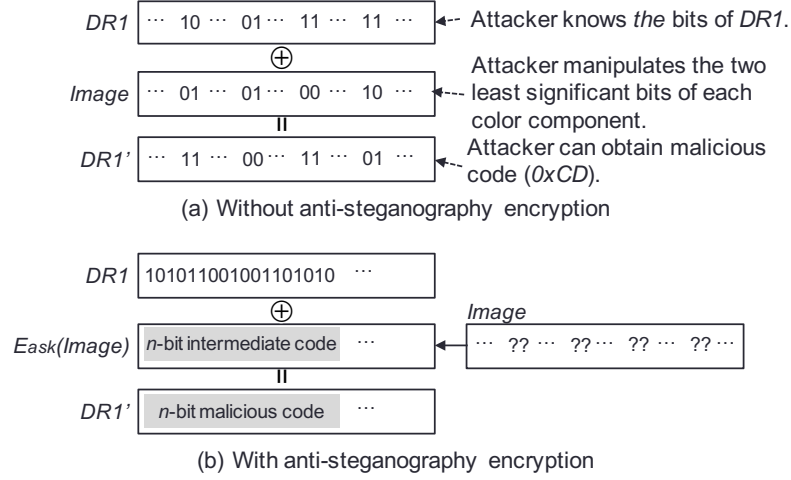 DR1 ··· 10 ··· 01 ··· 11 ··· 11 ··· Attacker knows the bits of DR1.
⊕
Image ··· 01 ··· 01 ··· 00 ··· 10 ··· Attacker manipulates the two
least significant bits of each
color component.
=
DR1’ ··· 11 ··· 00 ··· 11 ··· 01 ··· Attacker can obtain malicious
code (0xCD).
(a) Without anti-steganography encryption
DR1 101011001001101010 ···
⊕
Image
Eask(Image) n-bit intermediate code ··· ··· ?? ··· ?? ··· ?? ··· ?? ···
=
DR1’ n-bit malicious code ···
(b) With anti-steganography encryption